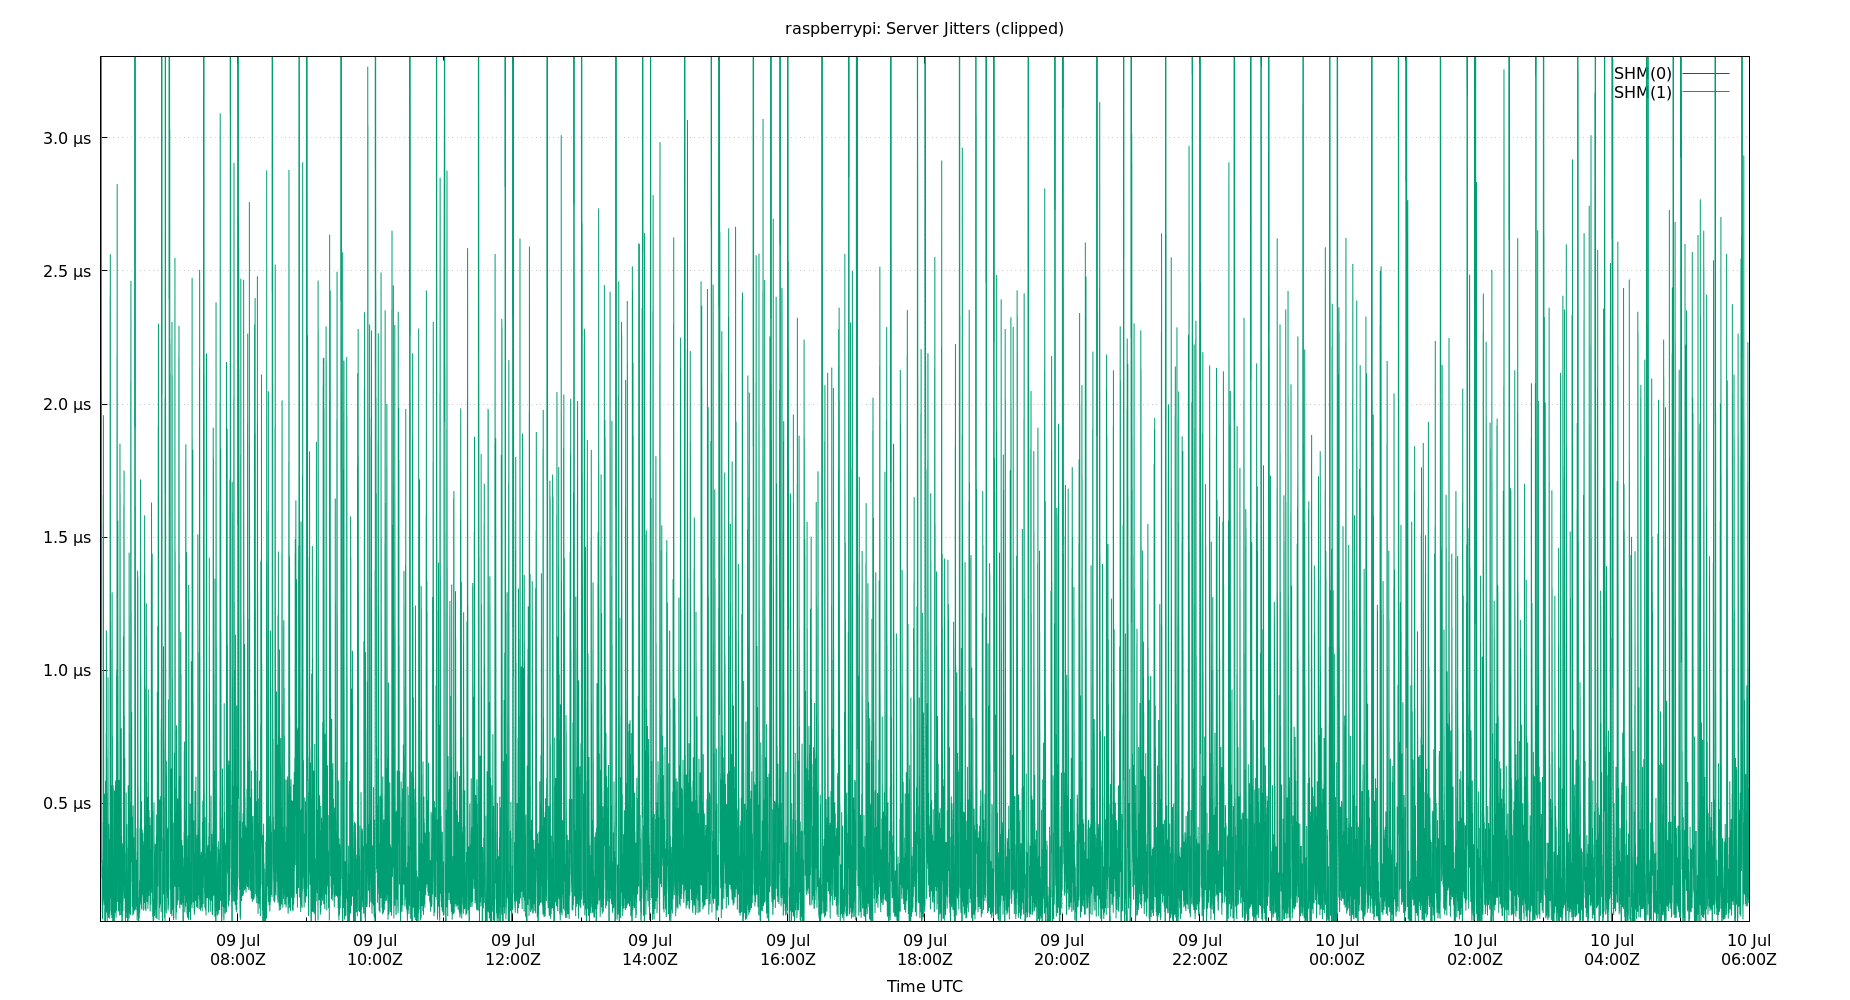 raspberrypi: Server Jitters (clipped)
SHM(0)
SHM(1)
3.0 µs
2.5 µs
2.0 µs
1.5 µs
1.0 µs
0.5 µs
09 Jul 09 Jul 09 Jul 09 Jul 09 Jul 09 Jul 09 Jul 09 Jul 10 Jul 10 Jul 10 Jul 10 Jul
08:00Z 10:00Z 12:00Z 14:00Z 16:00Z 18:00Z 20:00Z 22:00Z 00:00Z 02:00Z 04:00Z 06:00Z
Time UTC